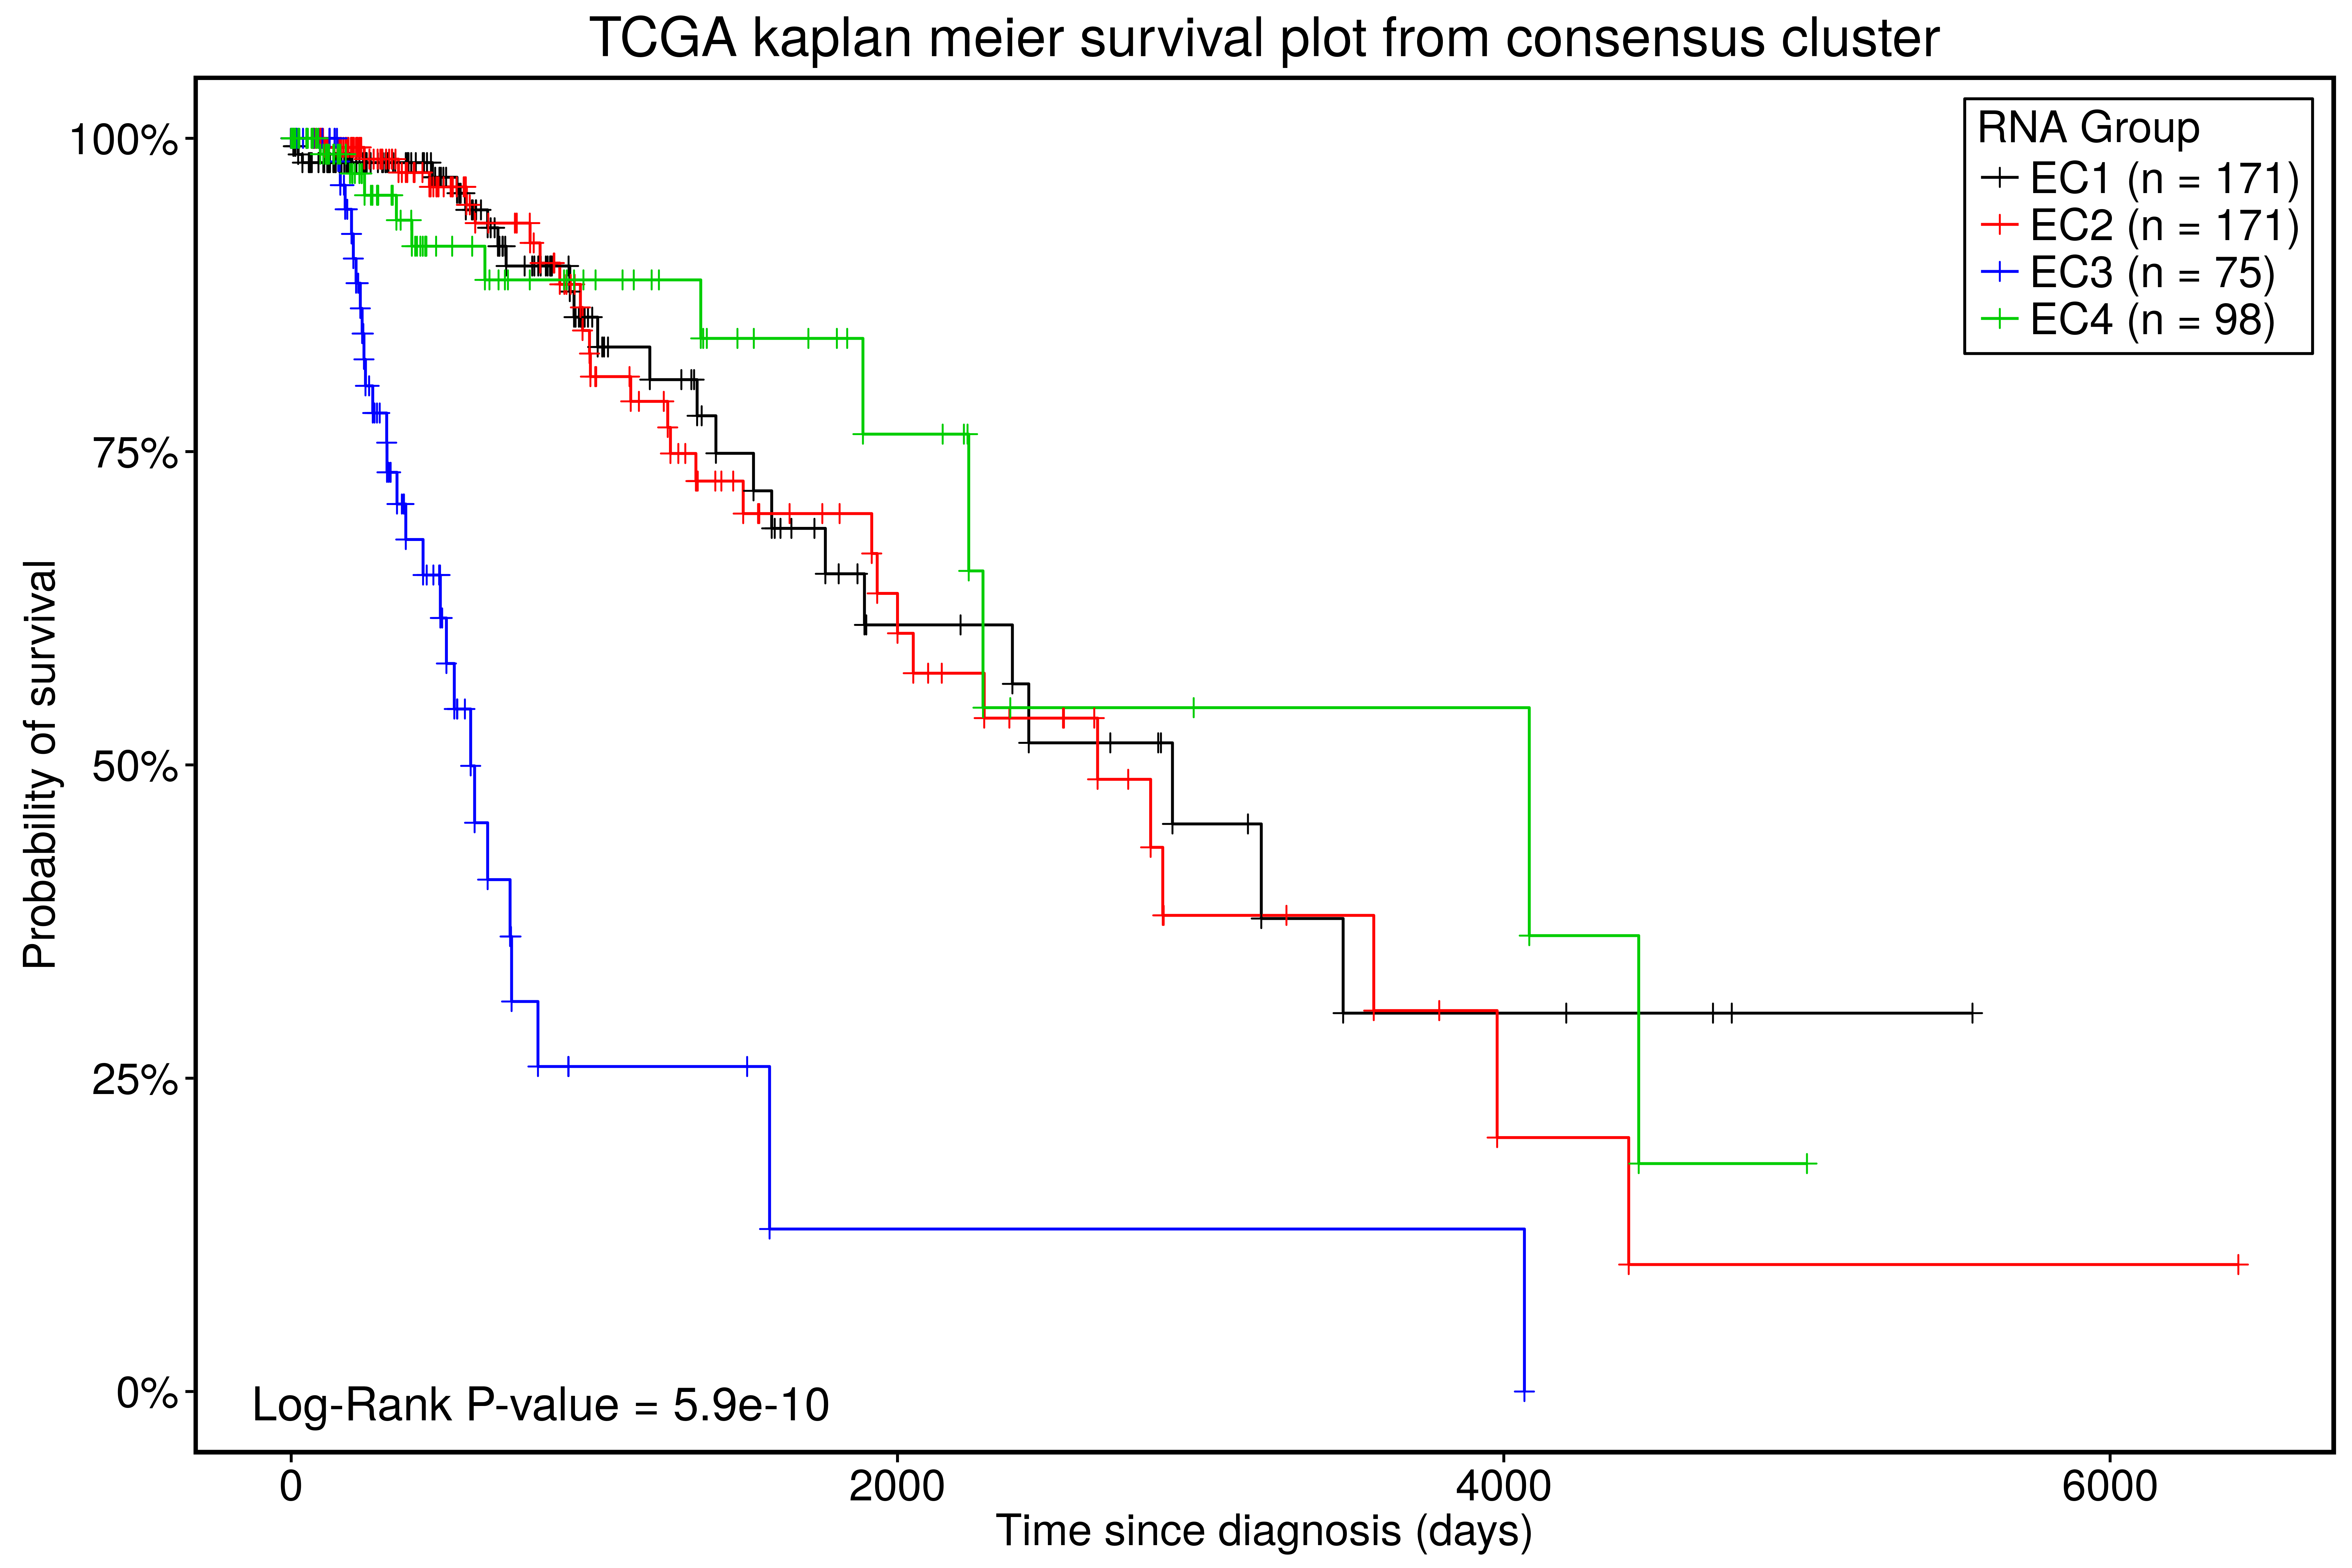 TCGA kaplan meier survival plot from consensus cluster
RNA Group
EC1 (n = 171)
EC2 (n = 171)
EC3 (n = 75)
EC4 (n = 98)
100%
75%
50%
25%
0%
Probability of survival
Log-Rank P-value = 5.9e-10
0 2000 4000 6000
Time since diagnosis (days)